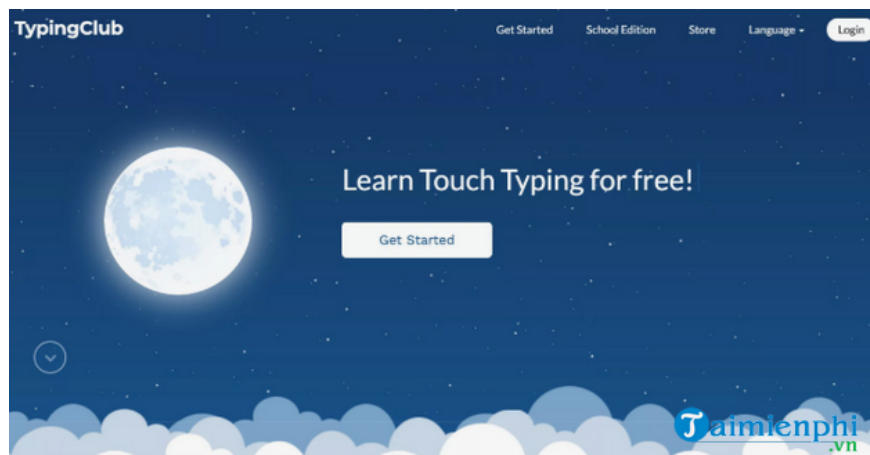 TypingClub
Get Started School Edition Store Language Login
Learn Touch Typing for free!
Get Started
Taimienphi
.vn